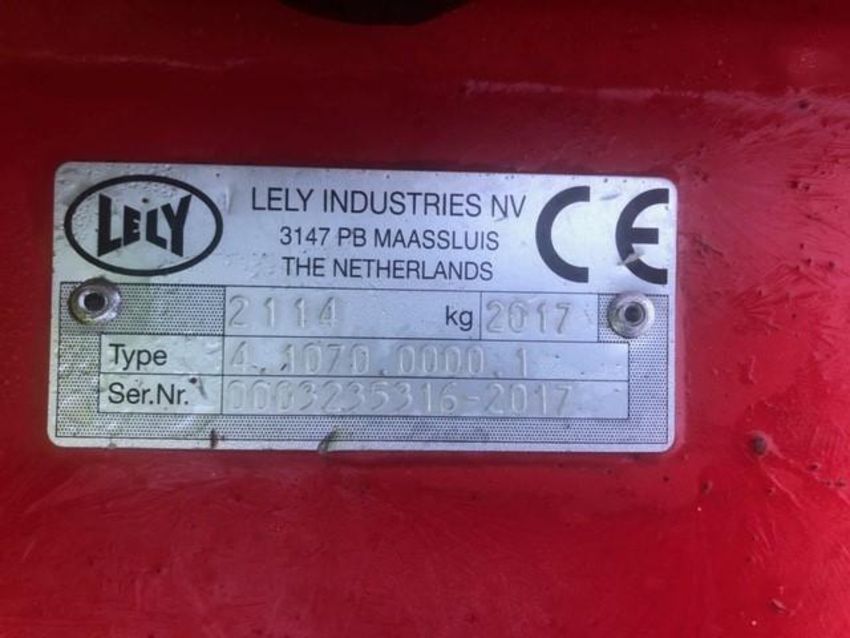 LELY
LELY INDUSTRIES NV
3147 PB MAASSLUIS
THE NETHERLANDS
CE
2114 kg 2017
Type 4.1070.0000.1
Ser.Nr. 0003235316-2017